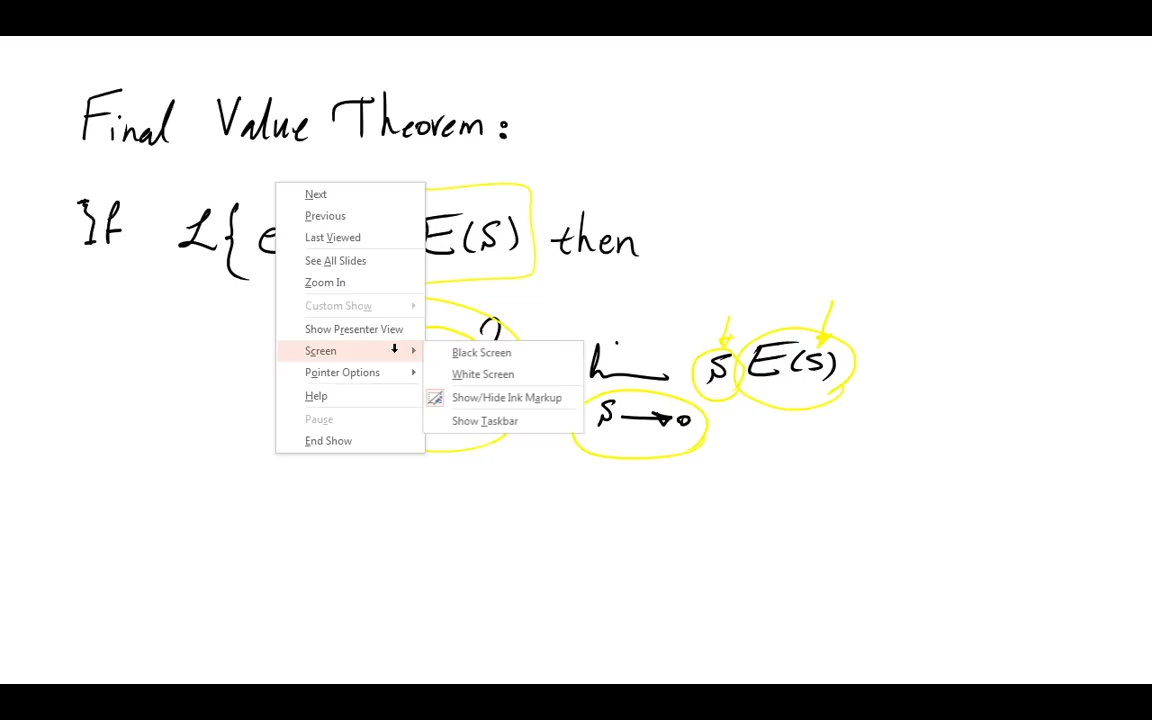 Final Value Theorem:
If ℒ{e E(S) then
lim s E(s)
s→0
Next
Previous
Last Viewed
See All Slides
Zoom In
Custom Show
Show Presenter View
Screen
Pointer Options
Help
Pause
End Show
Black Screen
White Screen
Show/Hide Ink Markup
Show Taskbar